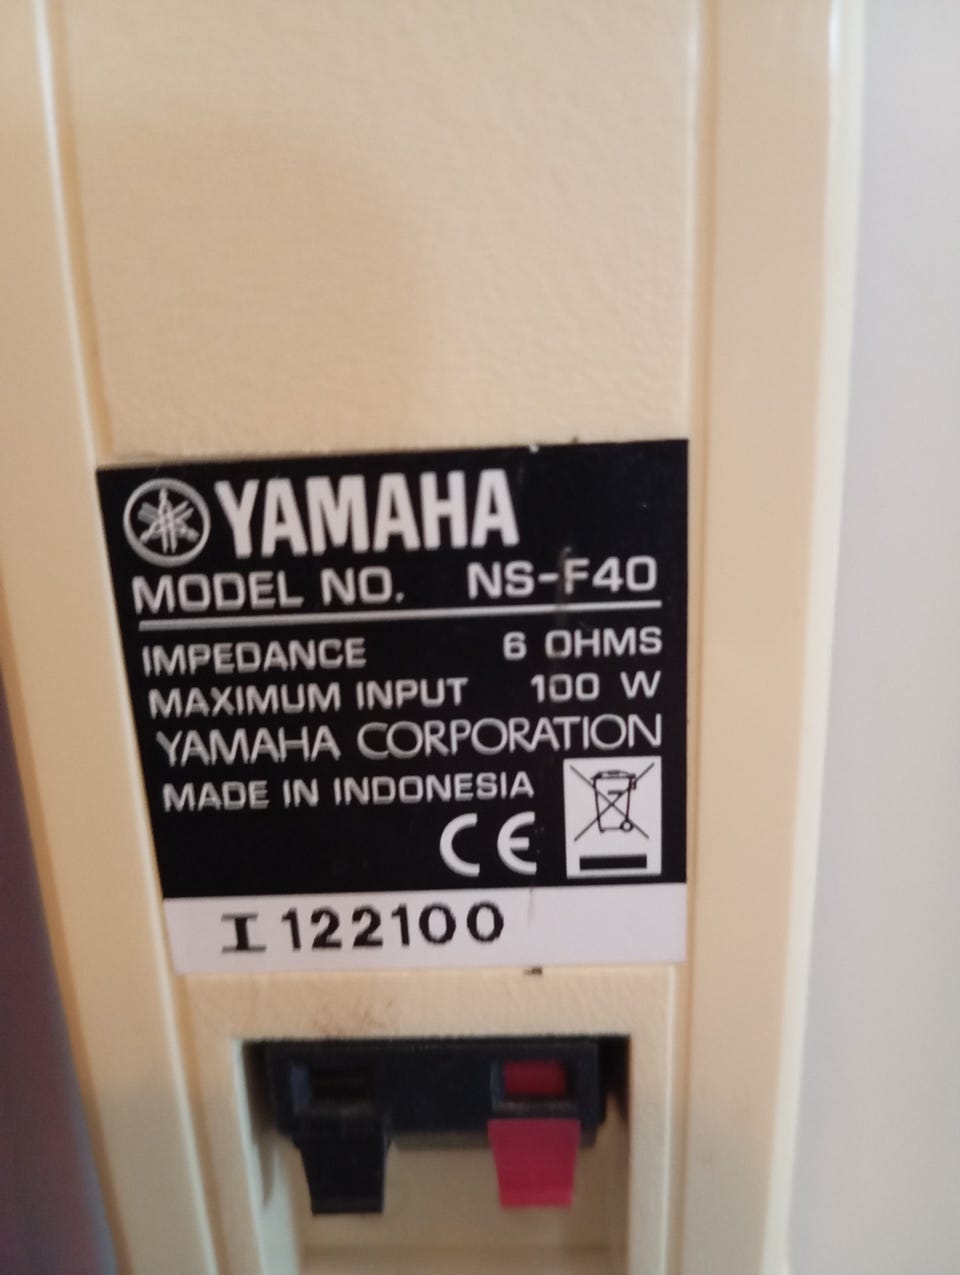 YAMAHA
MODEL NO. NS-F40
IMPEDANCE 6 OHMS
MAXIMUM INPUT 100 W
YAMAHA CORPORATION
MADE IN INDONESIA
CE
I 122100